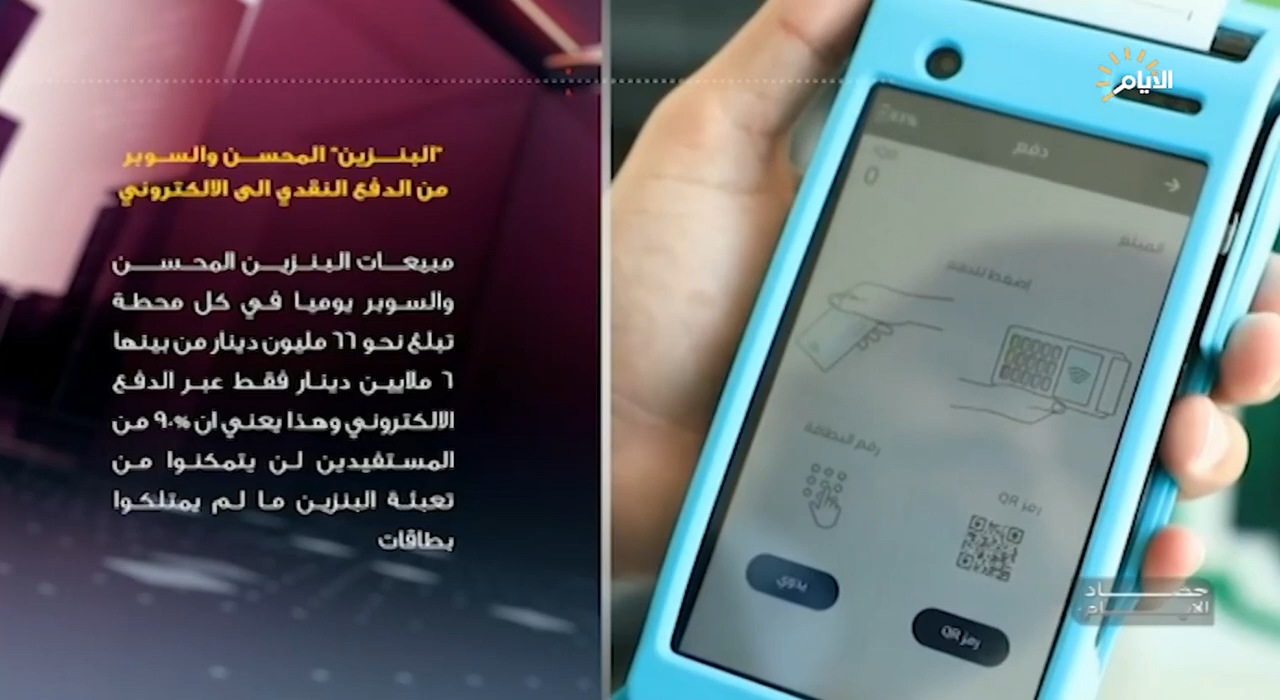 "البنزين" المحسن والسوبر
من الدفع النقدي الى الالكتروني
مبيعات البنزين المحسن
والسوبر يوميا في كل محطة
تبلغ نحو ٦٦ مليون دينار من بينها
٦ ملايين دينار فقط عبر الدفع
الالكتروني وهذا يعني ان ٩٠% من
المستفيدين لن يتمكنوا من
تعبئة البنزين ما لم يمتلكوا
بطاقات
الايام
دفع
0
المبلغ
اضغط للدفع
رقم البطاقة
رمز QR
يدوي
رمز QR
حصاد
الايام